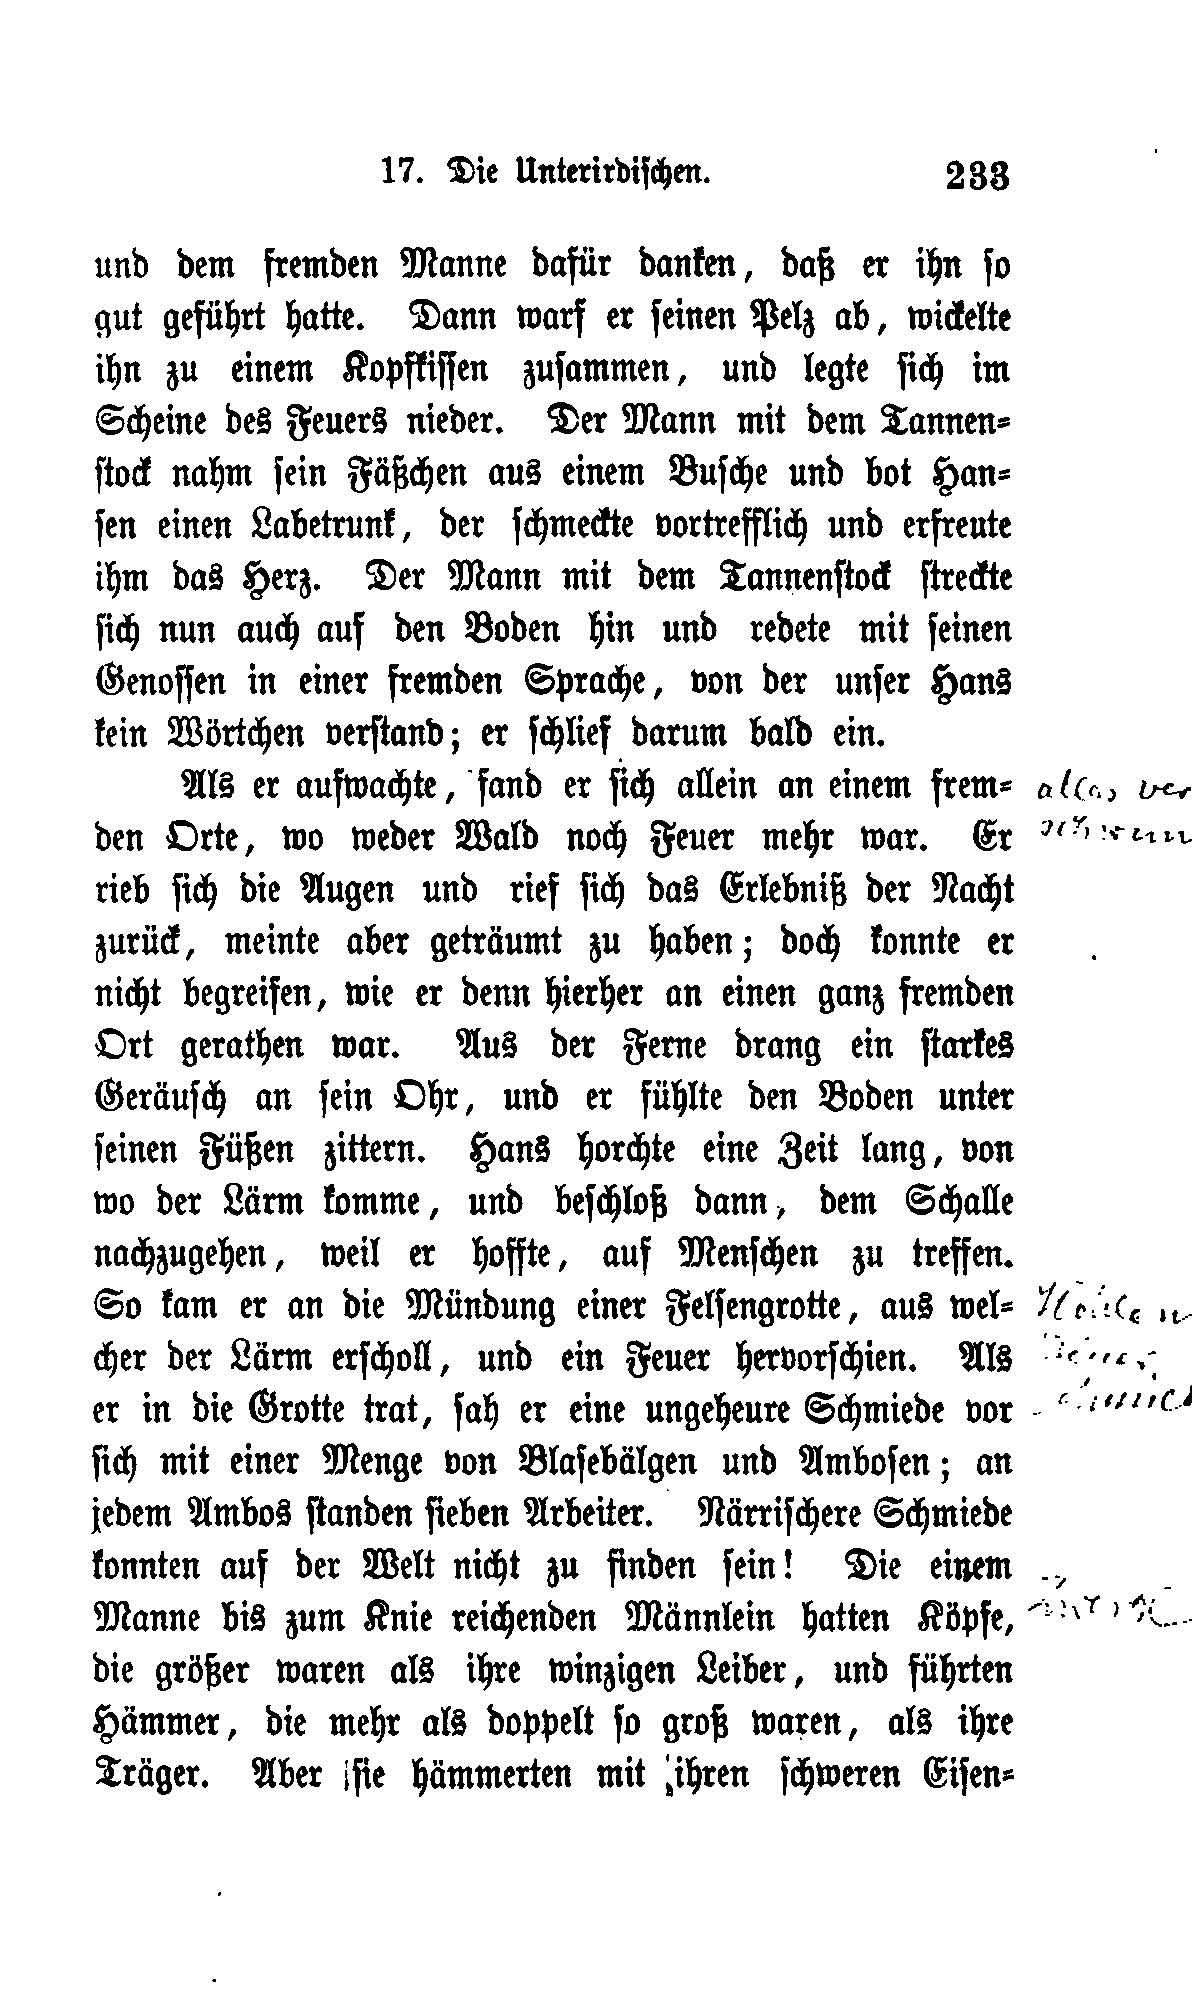 17. Die Unterirdischen. 233
und dem fremden Manne dafür danken, daß er ihn so
gut geführt hatte. Dann warf er seinen Pelz ab, wickelte
ihn zu einem Kopfkissen zusammen, und legte sich im
Scheine des Feuers nieder. Der Mann mit dem Tannen=
stock nahm sein Fäßchen aus einem Busche und bot Han=
sen einen Labetrunk, der schmeckte vortrefflich und erfreute
ihm das Herz. Der Mann mit dem Tannenstock streckte
sich nun auch auf den Boden hin und redete mit seinen
Genossen in einer fremden Sprache, von der unser Hans
kein Wörtchen verstand; er schlief darum bald ein.
Als er aufwachte, fand er sich allein an einem frem=
den Orte, wo weder Wald noch Feuer mehr war. Er
rieb sich die Augen und rief sich das Erlebniß der Nacht
zurück, meinte aber geträumt zu haben; doch konnte er
nicht begreifen, wie er denn hierher an einen ganz fremden
Ort gerathen war. Aus der Ferne drang ein starkes
Geräusch an sein Ohr, und er fühlte den Boden unter
seinen Füßen zittern. Hans horchte eine Zeit lang, von
wo der Lärm komme, und beschloß dann, dem Schalle
nachzugehen, weil er hoffte, auf Menschen zu treffen.
So kam er an die Mündung einer Felsengrotte, aus wel=
cher der Lärm erscholl, und ein Feuer hervorschien. Als
er in die Grotte trat, sah er eine ungeheure Schmiede vor
sich mit einer Menge von Blasebälgen und Ambosen; an
jedem Ambos standen sieben Arbeiter. Närrischere Schmiede
konnten auf der Welt nicht zu finden sein! Die einem
Manne bis zum Knie reichenden Männlein hatten Köpfe,
die größer waren als ihre winzigen Leiber, und führten
Hämmer, die mehr als doppelt so groß waren, als ihre
Träger. Aber sie hämmerten mit ihren schweren Eisen=
alles ver